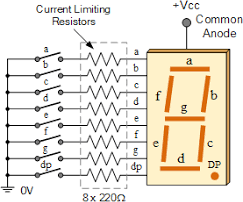 Current Limiting
Resistors
+Vcc
Common
Anode
a
b
c
d
e
f
g
dp
a
b
c
d
e
f
g
dp
a
f
b
g
e
c
d
DP
0V
8 x 220Ω